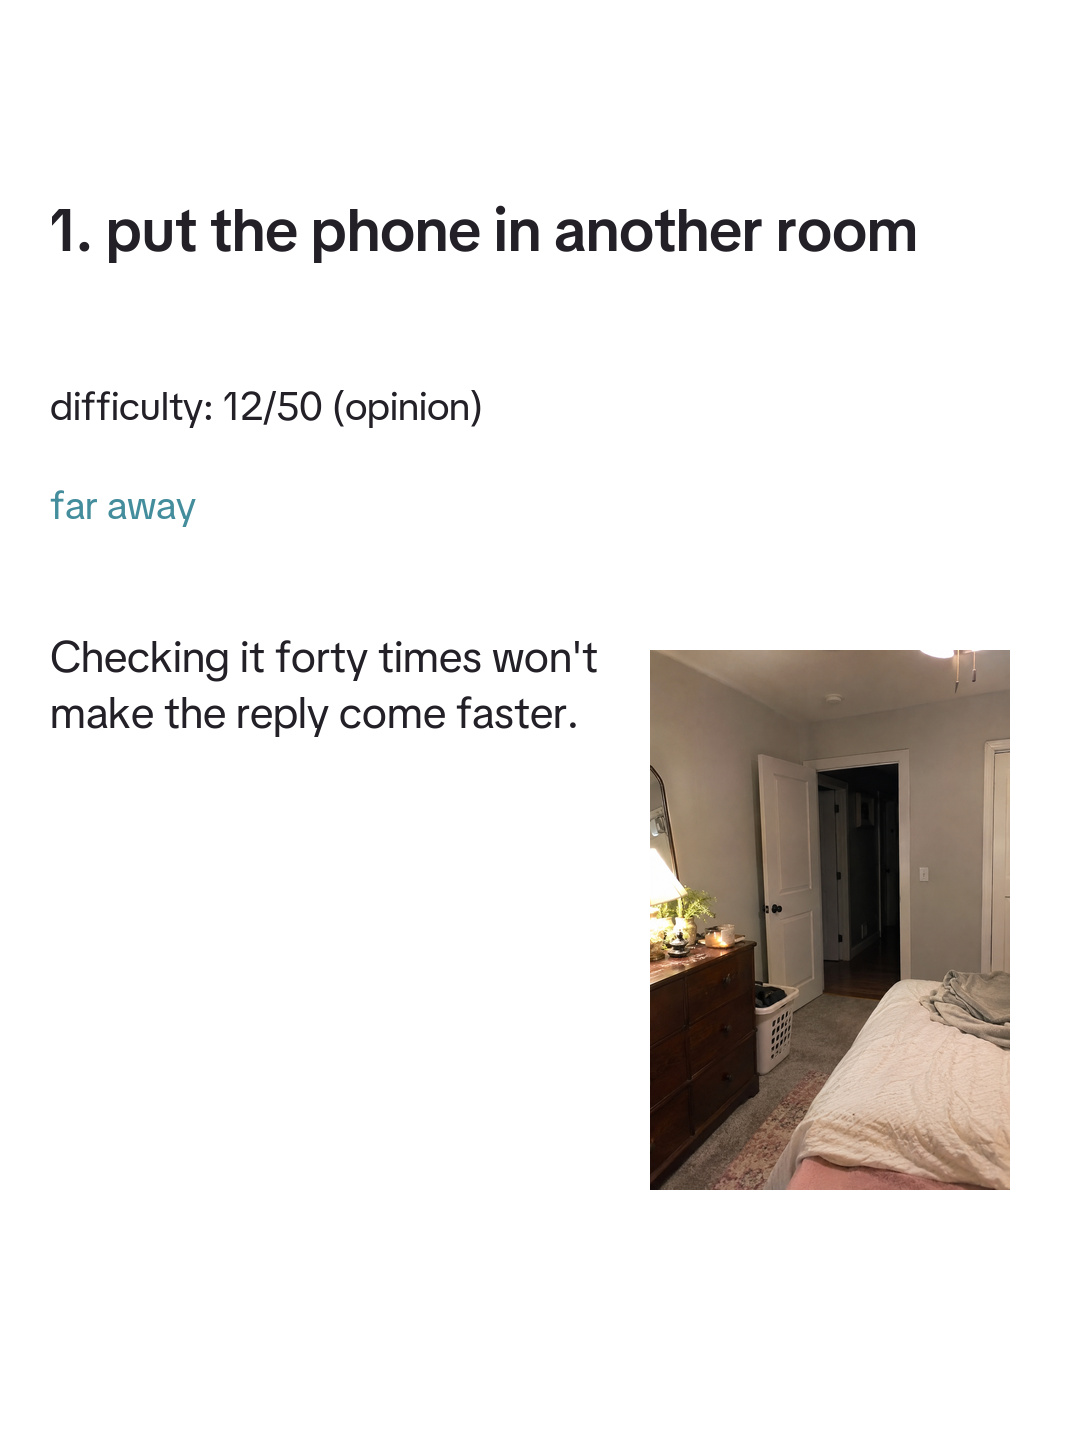 1. put the phone in another room
difficulty: 12/50 (opinion)
far away
Checking it forty times won't
make the reply come faster.